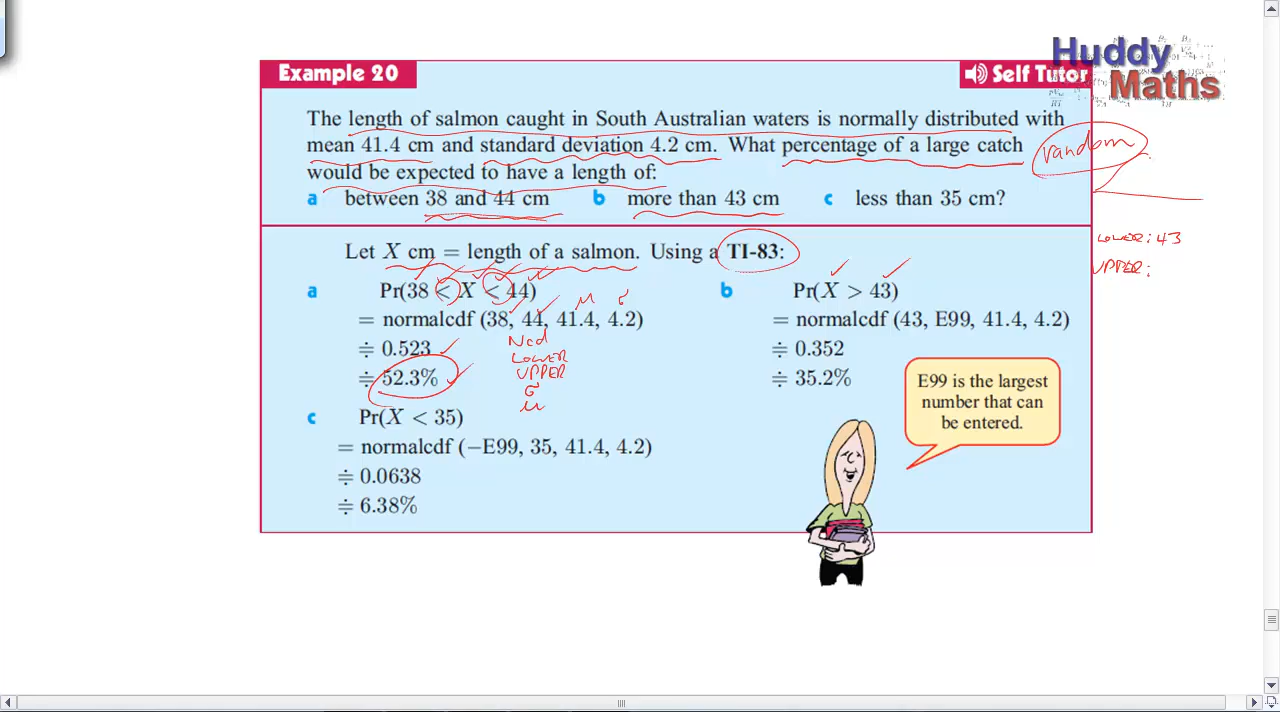 Huddy
Maths
Example 20
Self Tutor
The length of salmon caught in South Australian waters is normally distributed with
mean 41.4 cm and standard deviation 4.2 cm. What percentage of a large catch
would be expected to have a length of:
random
a between 38 and 44 cm b more than 43 cm c less than 35 cm?
LOWER: 43
UPPER:
Let X cm = length of a salmon. Using a TI-83:
a Pr(38 < X < 44)
μ σ
= normalcdf (38, 44, 41.4, 4.2)
≑ 0.523
≑ 52.3%
Ncd
LOWER
UPPER
σ
μ
b Pr(X > 43)
= normalcdf (43, E99, 41.4, 4.2)
≑ 0.352
≑ 35.2%
E99 is the largest
number that can
be entered.
c Pr(X < 35)
= normalcdf (−E99, 35, 41.4, 4.2)
≑ 0.0638
≑ 6.38%